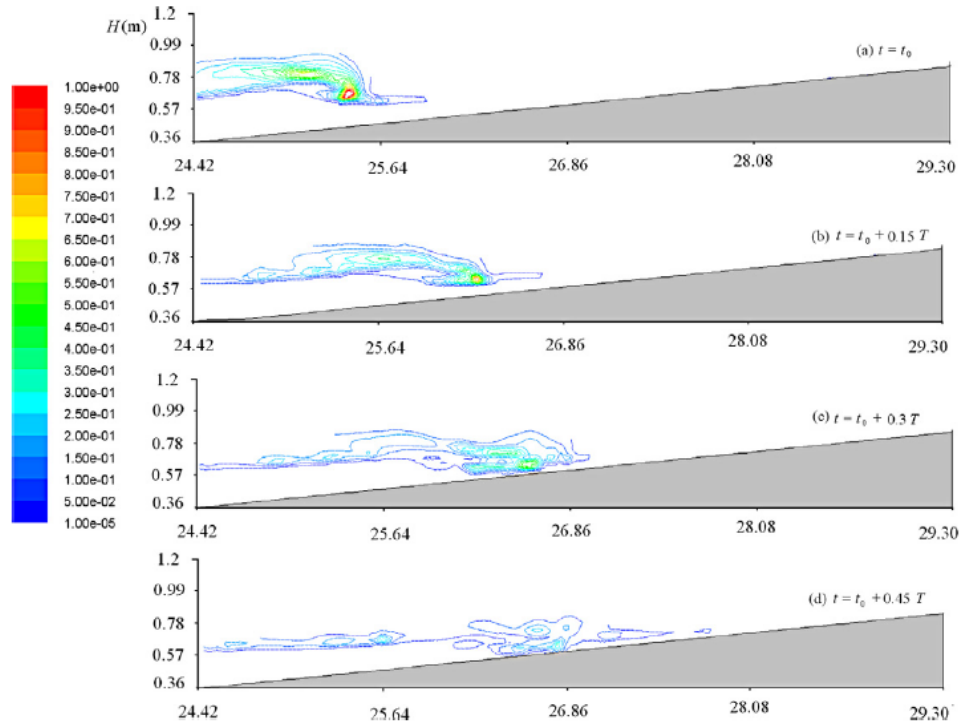 H(m)
1.2
0.99
0.78
0.57
0.36
(a) t = t0
24.42 25.64 26.86 28.08 29.30
1.00e+00
9.50e-01
9.00e-01
8.50e-01
8.00e-01
7.50e-01
7.00e-01
6.50e-01
6.00e-01
5.50e-01
5.00e-01
4.50e-01
4.00e-01
3.50e-01
3.00e-01
2.50e-01
2.00e-01
1.50e-01
1.00e-01
5.00e-02
1.00e-05
1.2
0.99
0.78
0.57
0.36
(b) t = t0 + 0.15 T
24.42 25.64 26.86 28.08 29.30
1.2
0.99
0.78
0.57
0.36
(c) t = t0 + 0.3 T
24.42 25.64 26.86 28.08 29.30
1.2
0.99
0.78
0.57
0.36
(d) t = t0 + 0.45 T
24.42 25.64 26.86 28.08 29.30